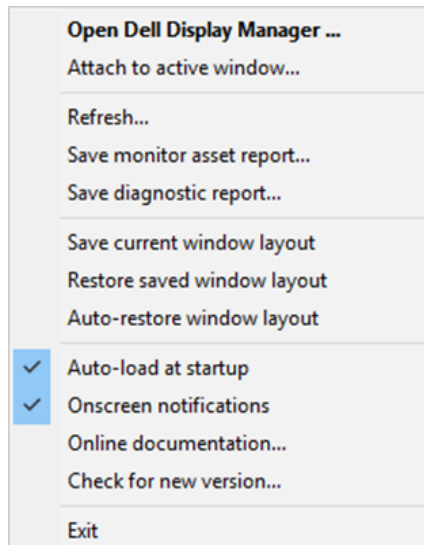 Open Dell Display Manager ...
Attach to active window...
Refresh...
Save monitor asset report...
Save diagnostic report...
Save current window layout
Restore saved window layout
Auto-restore window layout
Auto-load at startup
Onscreen notifications
Online documentation...
Check for new version...
Exit